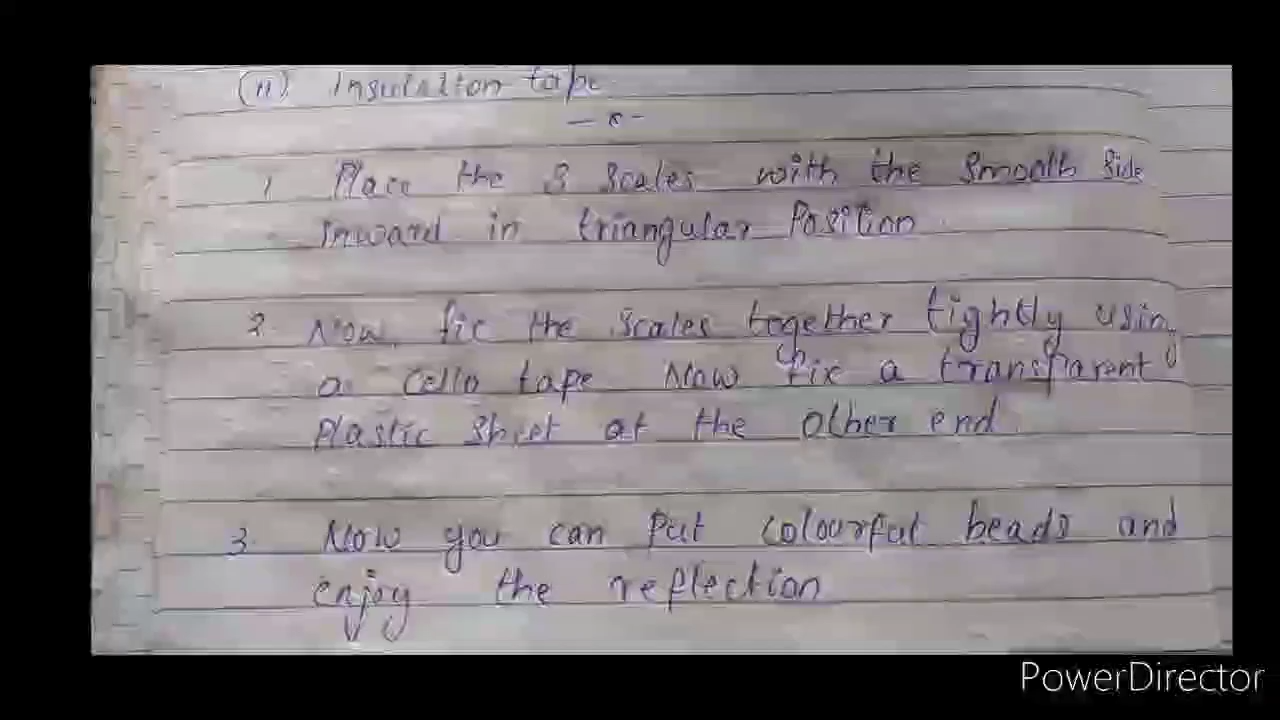 (11) Insulation tape
- x -
1 Place the 3 Scales with the smooth side
inward in triangular Position.
2. Now, fix the scales together tightly using
a cello tape Now fix a transparent
Plastic sheet at the other end.
3. Now you can Put colourful beads and
enjoy the reflection
PowerDirector